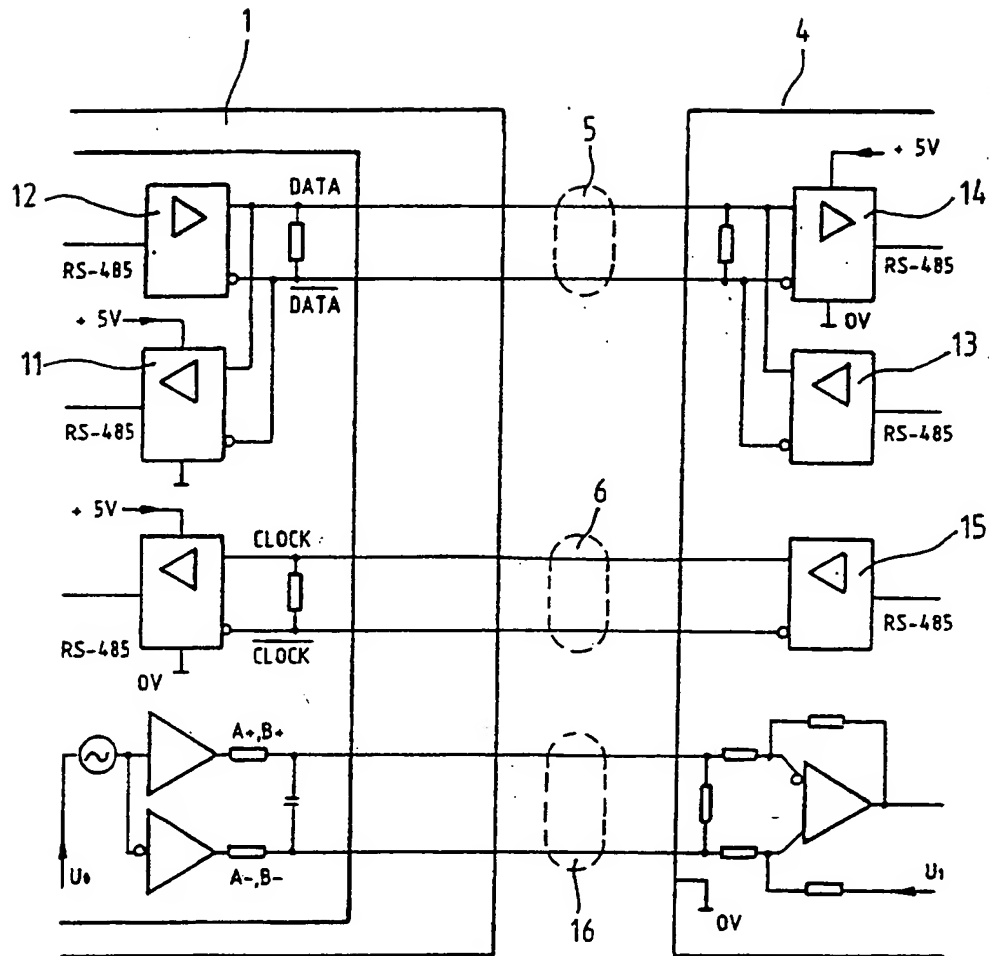 1
4
5
+ 5V
12
DATA
14
RS-485
RS-485
DATA
+ 5V
0V
11
13
RS-485
RS-485
6
+ 5V
CLOCK
15
RS-485
CLOCK
RS-485
0V
A+,B+
U₀
A-,B-
U₁
16
0V